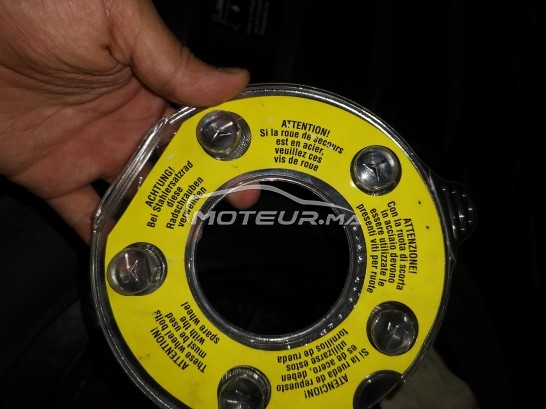 ACHTUNG!
Bei Stahlersatzrad
diese
Radschrauben
verwenden
ATTENTION!
Si la roue de secours
est en acier,
veuillez ces
vis de roue
ATTENZIONE!
Con la ruota di scorta
in acciaio devono
essere utilizzate le
presenti viti per ruote
ATENCION!
Si la rueda de repuesto
es de acero, deben
utilizarse estos
tornillos de rueda
ATTENTION!
These wheel bolts
must be used
with the
spare wheel
MOTEUR.MA